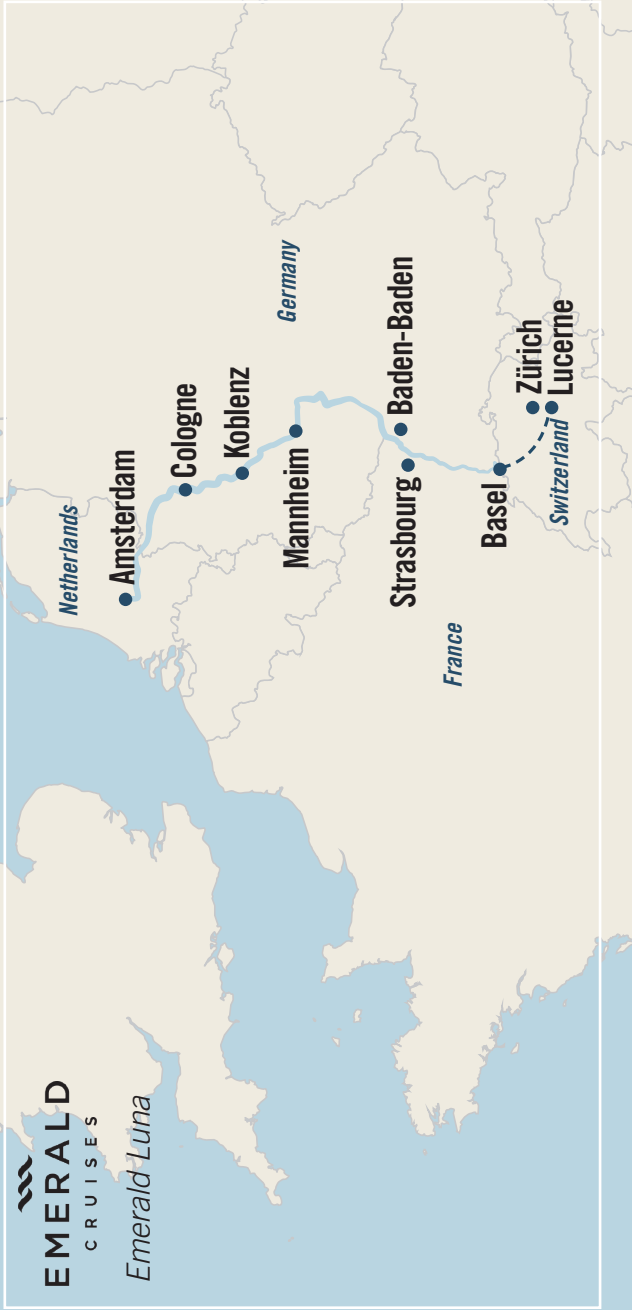 EMERALD
CRUISES
Emerald Luna
Netherlands
Amsterdam
Cologne
Koblenz
Germany
Mannheim
Baden-Baden
Strasbourg
France
Basel
Zürich
Lucerne
Switzerland